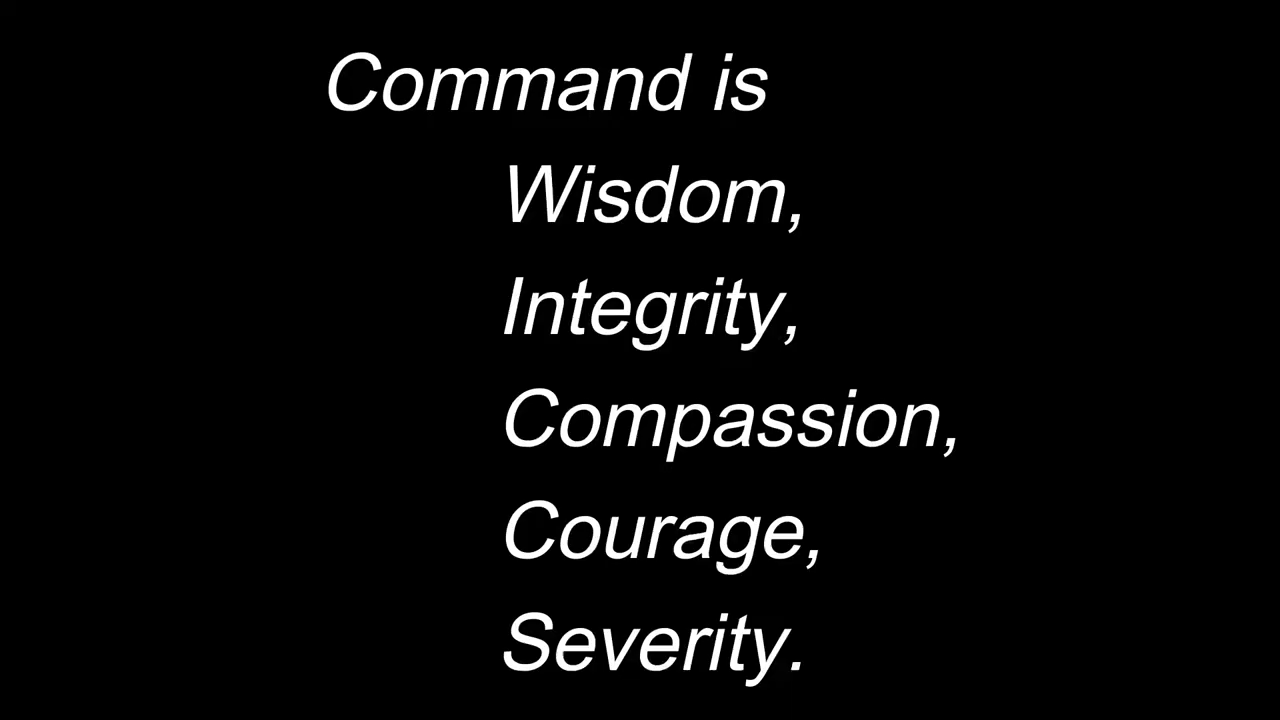 Command is
Wisdom,
Integrity,
Compassion,
Courage,
Severity.